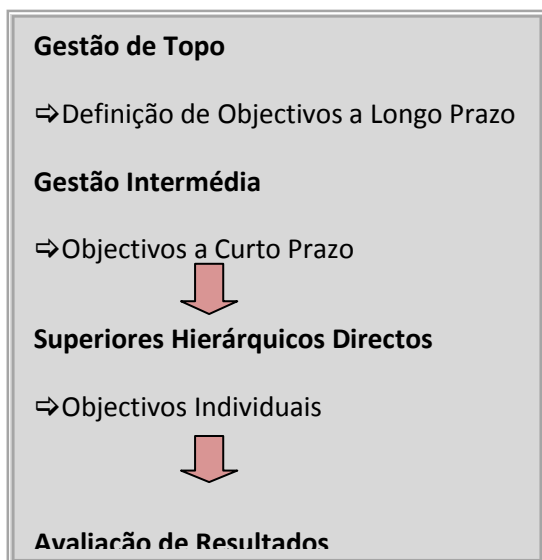 Gestão de Topo
⇨Definição de Objectivos a Longo Prazo
Gestão Intermédia
⇨Objectivos a Curto Prazo
Superiores Hierárquicos Directos
⇨Objectivos Individuais
Avaliação de Resultados